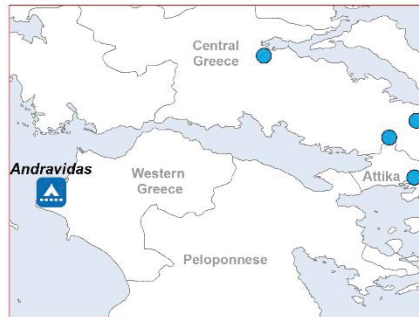 Central
Greece
Andravidas
Western
Greece
Attika
Peloponnese